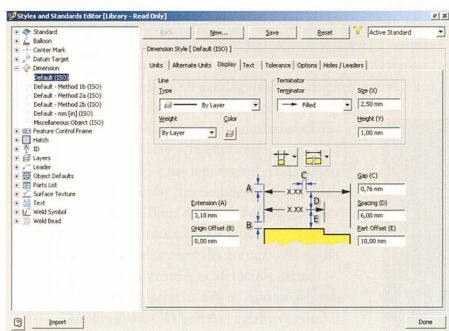 Styles and Standards Editor [Library - Read Only]
Standard
Balloon
Center Mark
Datum Target
Dimension
Default (ISO)
Default - Method 1b (ISO)
Default - Method 2a (ISO)
Default - Method 2b (ISO)
Default - mm [in] (ISO)
Miscellaneous Object (ISO)
Feature Control Frame
Hatch
ID
Layers
Leader
Object Defaults
Parts List
Surface Texture
Text
Weld Symbol
Weld Bead
Back
New...
Save
Reset
Active Standard
Dimension Style [ Default (ISO) ]
Units
Alternate Units
Display
Text
Tolerance
Options
Holes / Leaders
Line
Type
By Layer
Weight
Color
By Layer
Terminator
Terminator
Filled
Size (X)
2,50 mm
Height (Y)
1,00 mm
C
A
X.XX
D
X.XX
E
B
Extension (A)
3,18 mm
Origin Offset (B)
0,00 mm
Gap (C)
0,76 mm
Spacing (D)
6,00 mm
Part Offset (E)
10,00 mm
?
Import
Done